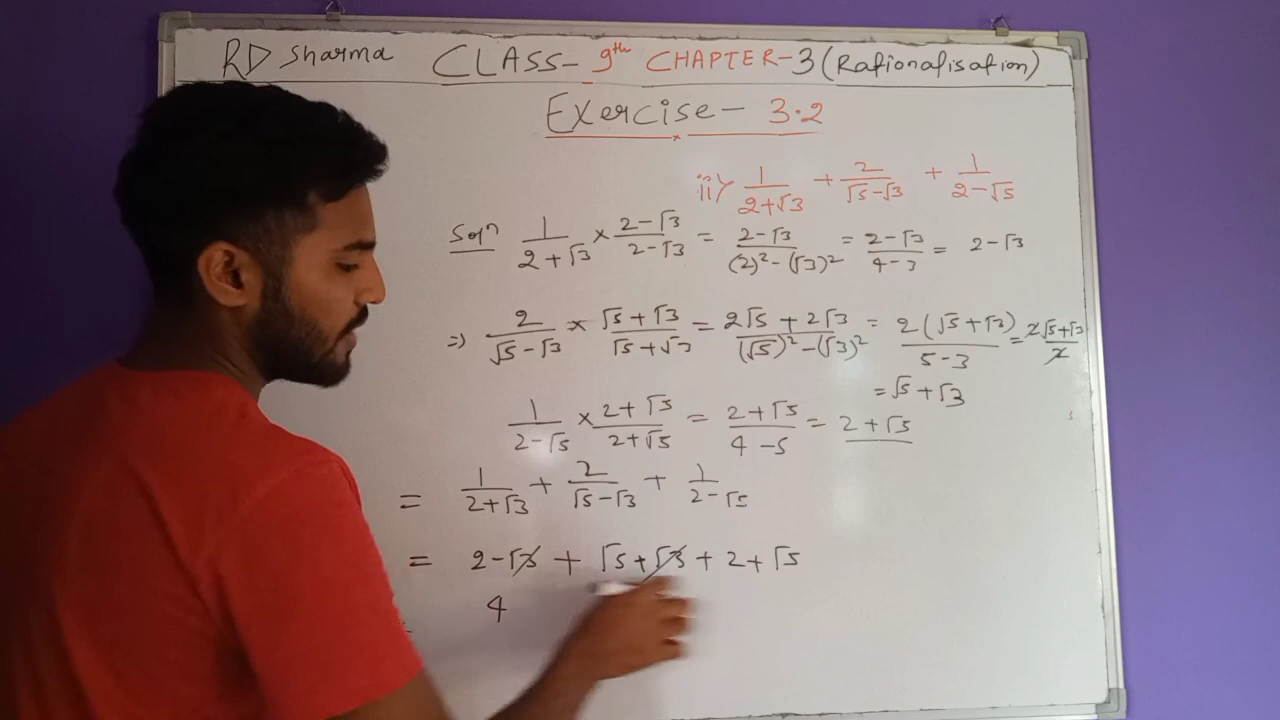 RD Sharma CLASS- 9th CHAPTER-3 (Rationalisation)
Exercise- 3.2
ii) 1/(2+√3) + 2/(√5-√3) + 1/(2-√5)
Sol^n 1/(2+√3) × (2-√3)/(2-√3) = (2-√3)/((2)²-(√3)²) = (2-√3)/(4-3) = 2-√3
=) 2/(√5-√3) × (√5+√3)/(√5+√3) = (2√5+2√3)/((√5)²-(√3)²) = 2(√5+√3)/(5-3) = 2√5+√3/2
= √5+√3
1/(2-√5) × (2+√5)/(2+√5) = (2+√5)/(4-5) = 2+√5
= 1/(2+√3) + 2/(√5-√3) + 1/(2-√5)
= 2-√3 + √5+√3 + 2+√5
4